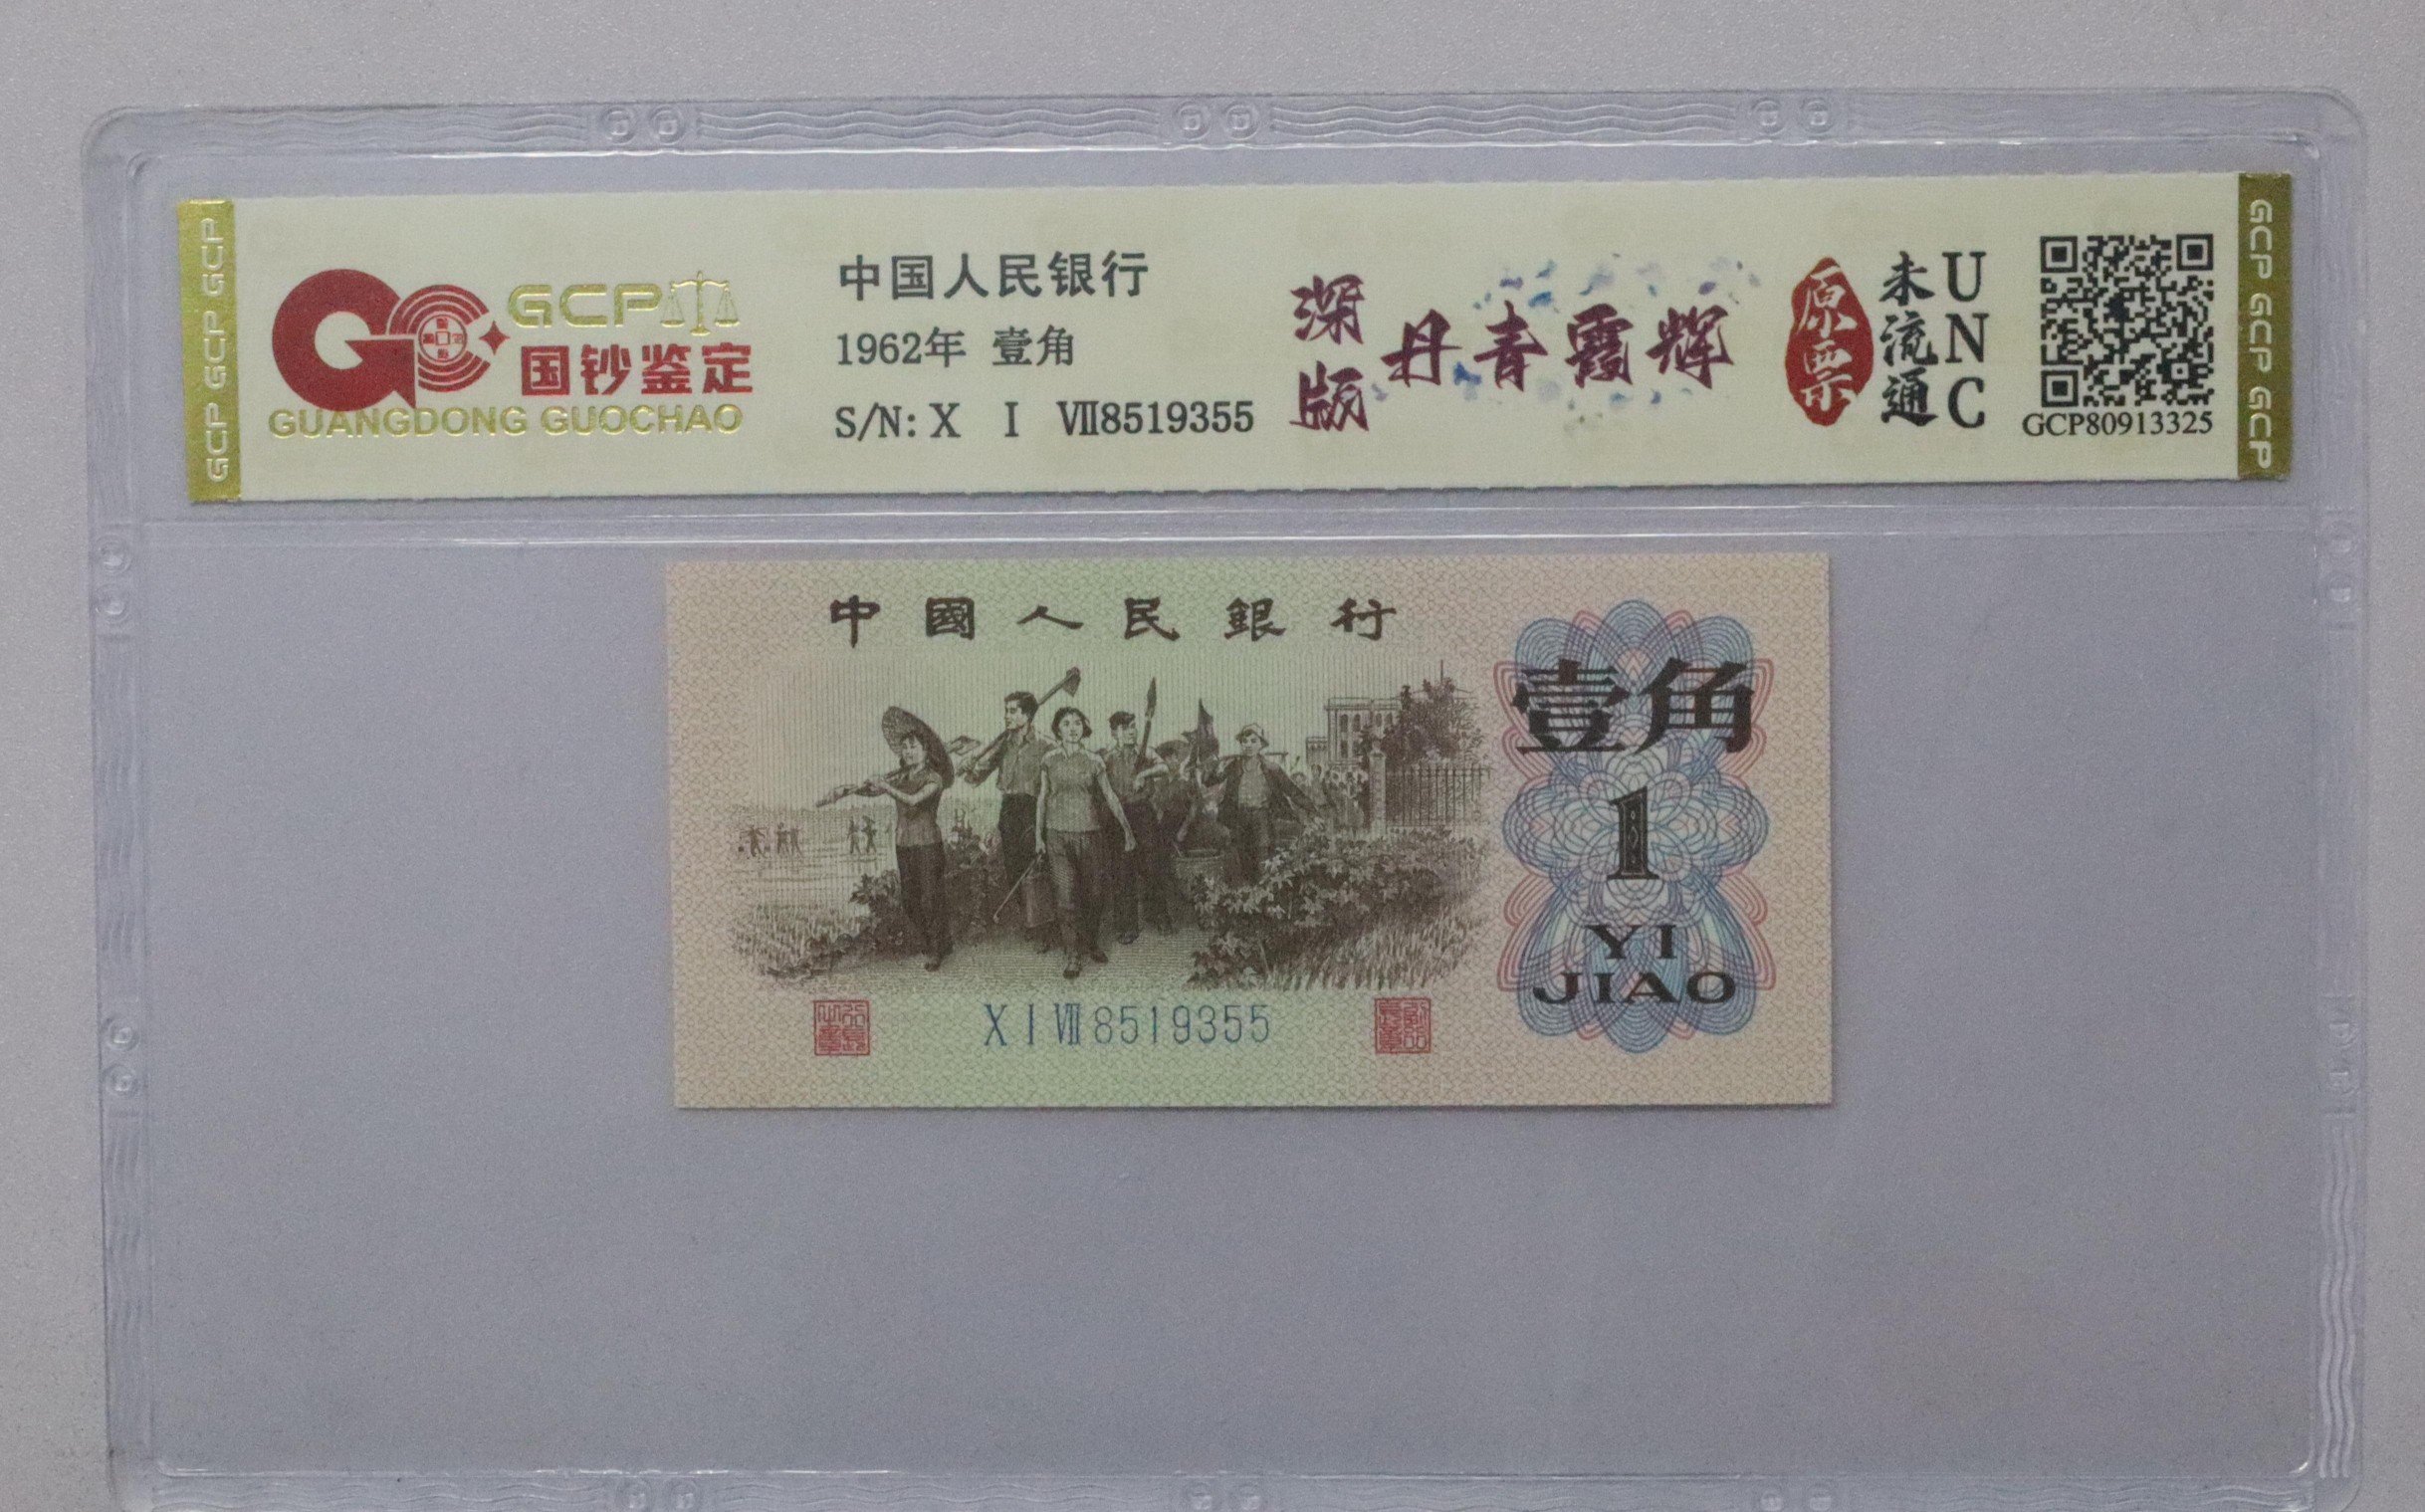 GCP GCP GCP
GCP
国钞鉴定
GUANGDONG GUOCHAO
中国人民银行
1962年 壹角
S/N: X I Ⅶ8519355
深版
丹青霞辉
原票
未流通
UNC
GCP80913325
GCP GCP GCP
中國人民銀行
壹角
1
YI
JIAO
X I Ⅶ 8519355